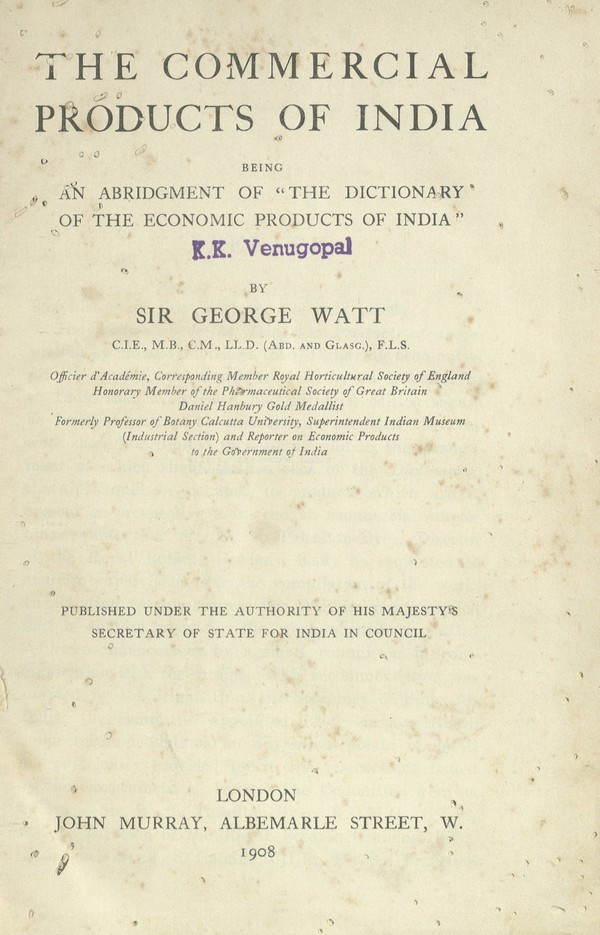 THE COMMERCIAL
PRODUCTS OF INDIA
BEING
AN ABRIDGMENT OF “THE DICTIONARY
OF THE ECONOMIC PRODUCTS OF INDIA”
K.K. Venugopal
BY
SIR GEORGE WATT
C.I.E., M.B., C.M., LL.D. (ABD. AND GLASG.), F.L.S.
Officier d'Académie, Corresponding Member Royal Horticultural Society of England
Honorary Member of the Pharmaceutical Society of Great Britain
Daniel Hanbury Gold Medallist
Formerly Professor of Botany Calcutta University, Superintendent Indian Museum
(Industrial Section) and Reporter on Economic Products
to the Government of India
PUBLISHED UNDER THE AUTHORITY OF HIS MAJESTY'S
SECRETARY OF STATE FOR INDIA IN COUNCIL
LONDON
JOHN MURRAY, ALBEMARLE STREET, W.
1908